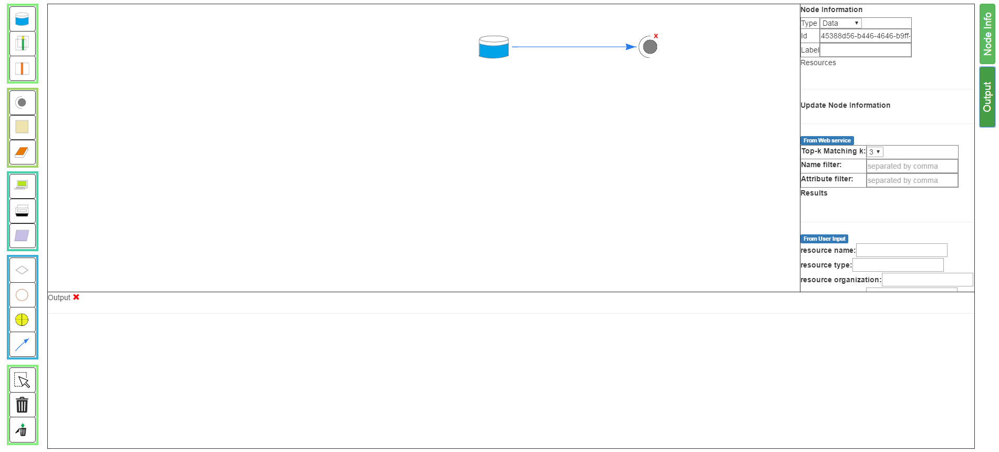 x
Node Information
Type Data
Id 45388d56-b446-4646-b9ff-
Label
Resources
Update Node Information
From Web service
Top-k Matching k: 3
Name filter: separated by comma
Attribute filter: separated by comma
Results
From User Input
resource name:
resource type:
resource organization:
Output
Node Info
Output